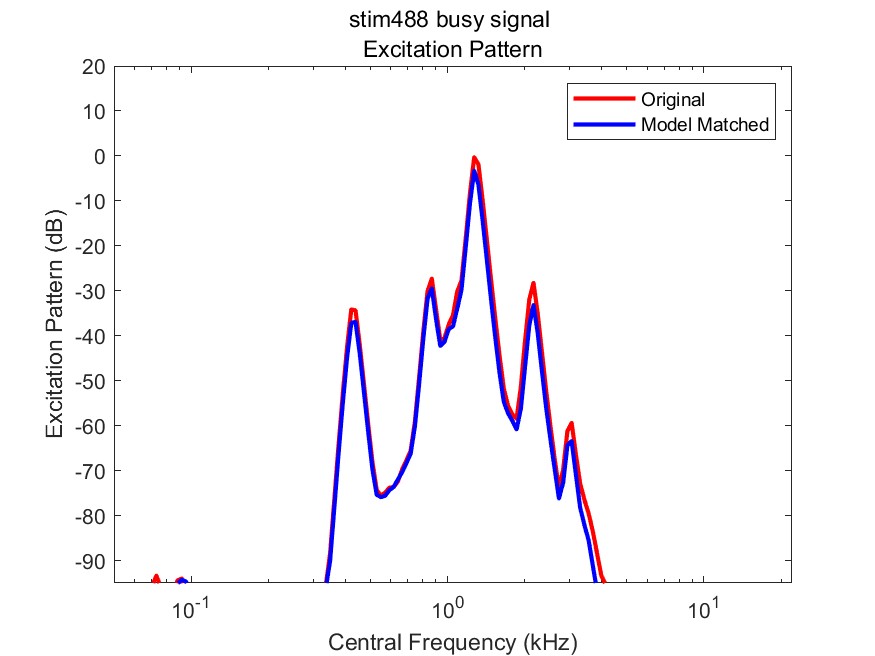 stim488 busy signal
Excitation Pattern
20
10
0
-10
-20
-30
-40
-50
-60
-70
-80
-90
Excitation Pattern (dB)
Original
Model Matched
10-1 100 101
Central Frequency (kHz)